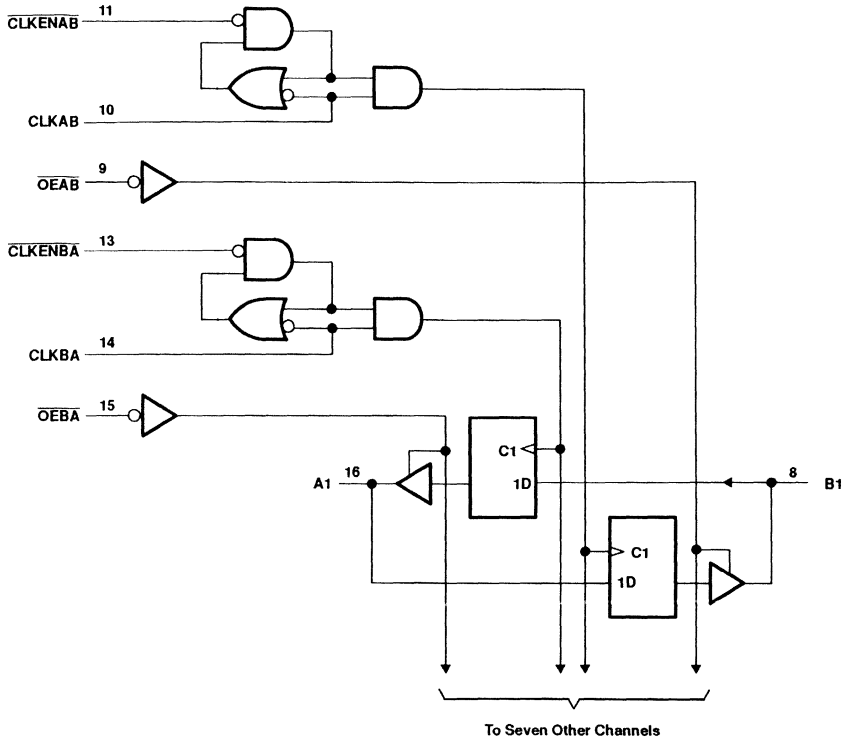 CLKENAB 11
CLKAB 10
OEAB 9
CLKENBA 13
CLKBA 14
OEBA 15
C1
A1 16 1D 8 B1
C1
1D
To Seven Other Channels